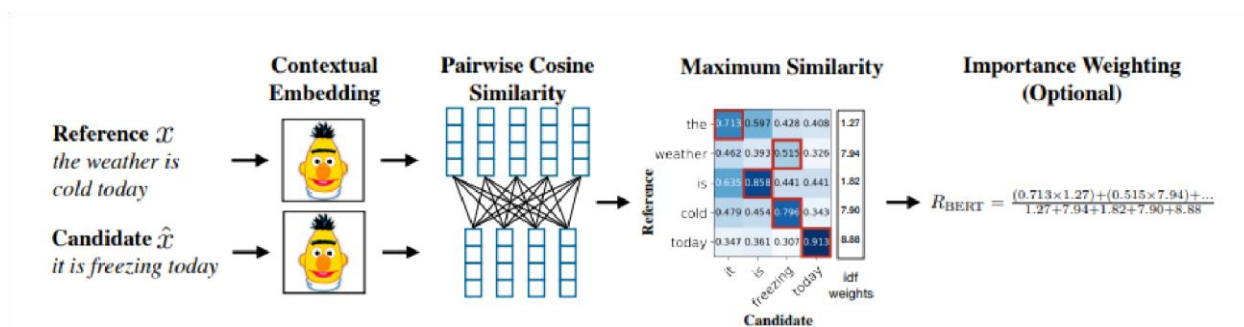 Contextual
Embedding
Pairwise Cosine
Similarity
Maximum Similarity
Importance Weighting
(Optional)
Reference x
the weather is
cold today
Candidate x̂
it is freezing today
Reference
the 0.713 0.597 0.428 0.408 1.27
weather 0.462 0.393 0.515 0.326 7.94
is 0.635 0.858 0.441 0.441 1.82
cold 0.479 0.454 0.796 0.343 7.90
today 0.347 0.361 0.307 0.913 8.88
it is freezing today
idf
weights
Candidate
R_BERT = (0.713×1.27)+(0.515×7.94)+...
1.27+7.94+1.82+7.90+8.88